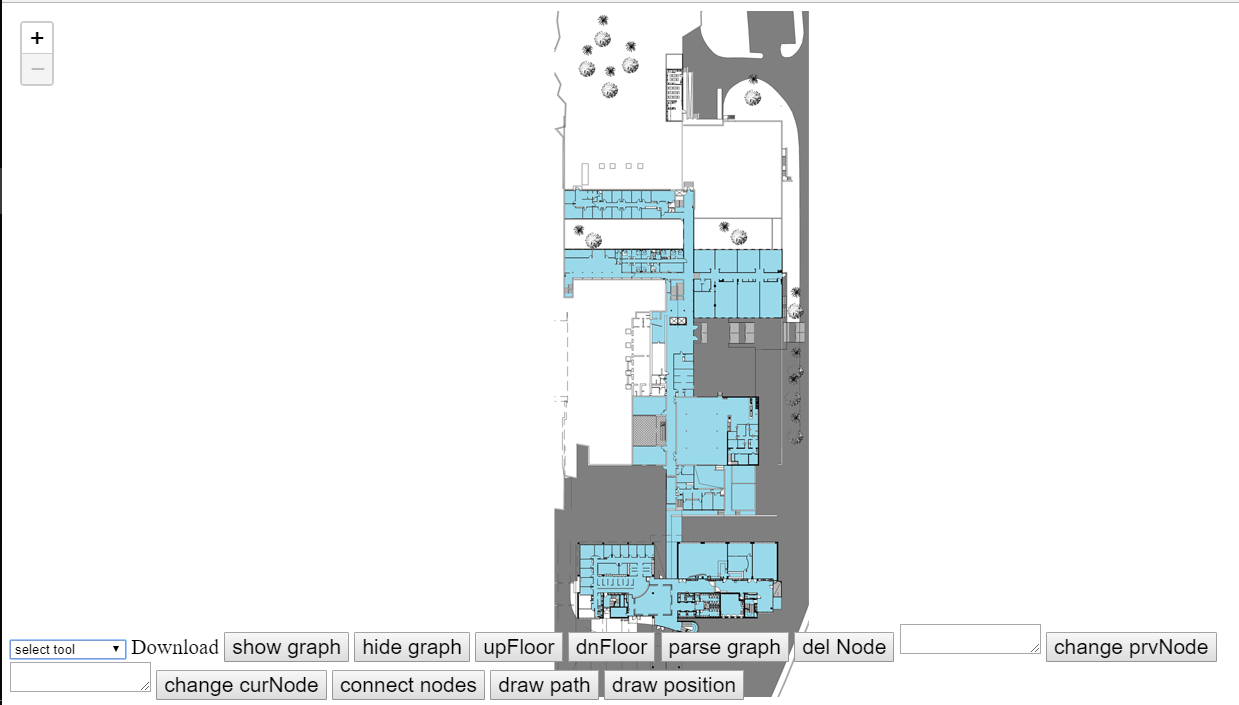 +
−
select tool Download show graph hide graph upFloor dnFloor parse graph del Node change prvNode
change curNode connect nodes draw path draw position